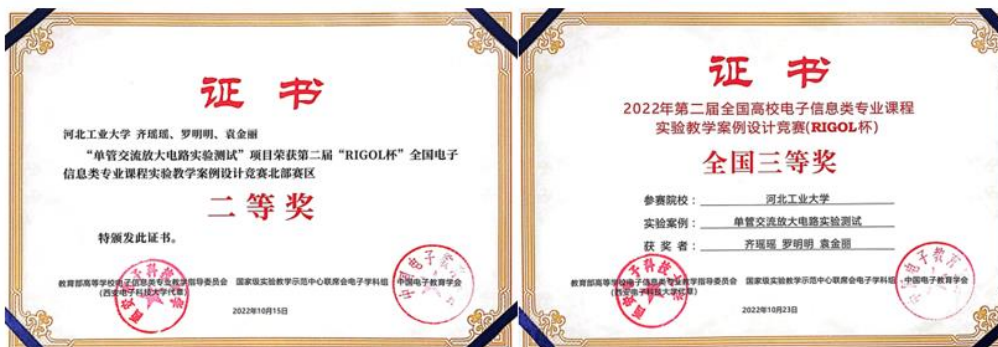 证书
河北工业大学 齐瑶瑶、罗明明、袁金丽
“单管交流放大电路实验测试”项目荣获第二届“RIGOL杯”全国电子
信息类专业课程实验教学案例设计竞赛北部赛区
二等奖
特颁发此证书。
教育部高等学校电子信息类专业教学指导委员会
(西安电子科技大学代章)
国家级实验教学示范中心联席会电子学科组
中国电子教育学会
2022年10月15日
证书
2022年第二届全国高校电子信息类专业课程
实验教学案例设计竞赛(RIGOL杯)
全国三等奖
参赛院校: 河北工业大学
实验案例: 单管交流放大电路实验测试
获奖者: 齐瑶瑶 罗明明 袁金丽
教育部高等学校电子信息类专业教学指导委员会
(西安电子科技大学代章)
国家级实验教学示范中心联席会电子学科组
中国电子教育学会
2022年10月23日